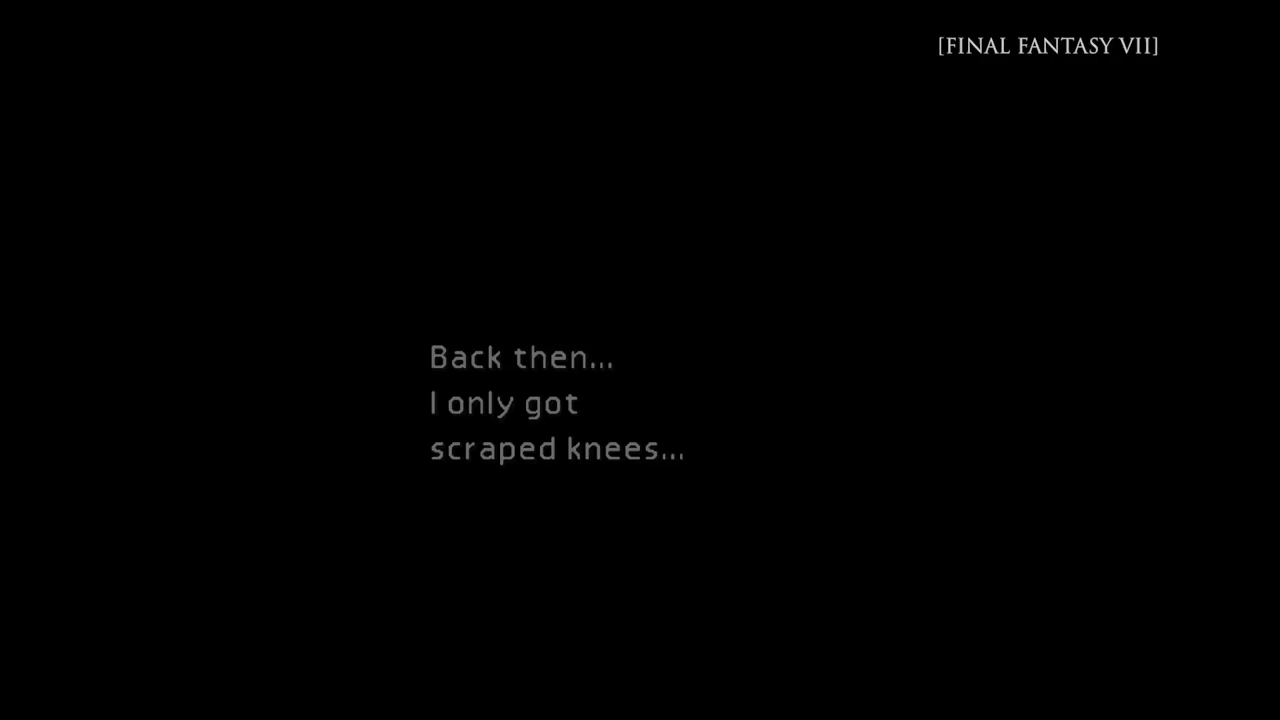 [FINAL FANTASY VII]
Back then...
I only got
scraped knees...